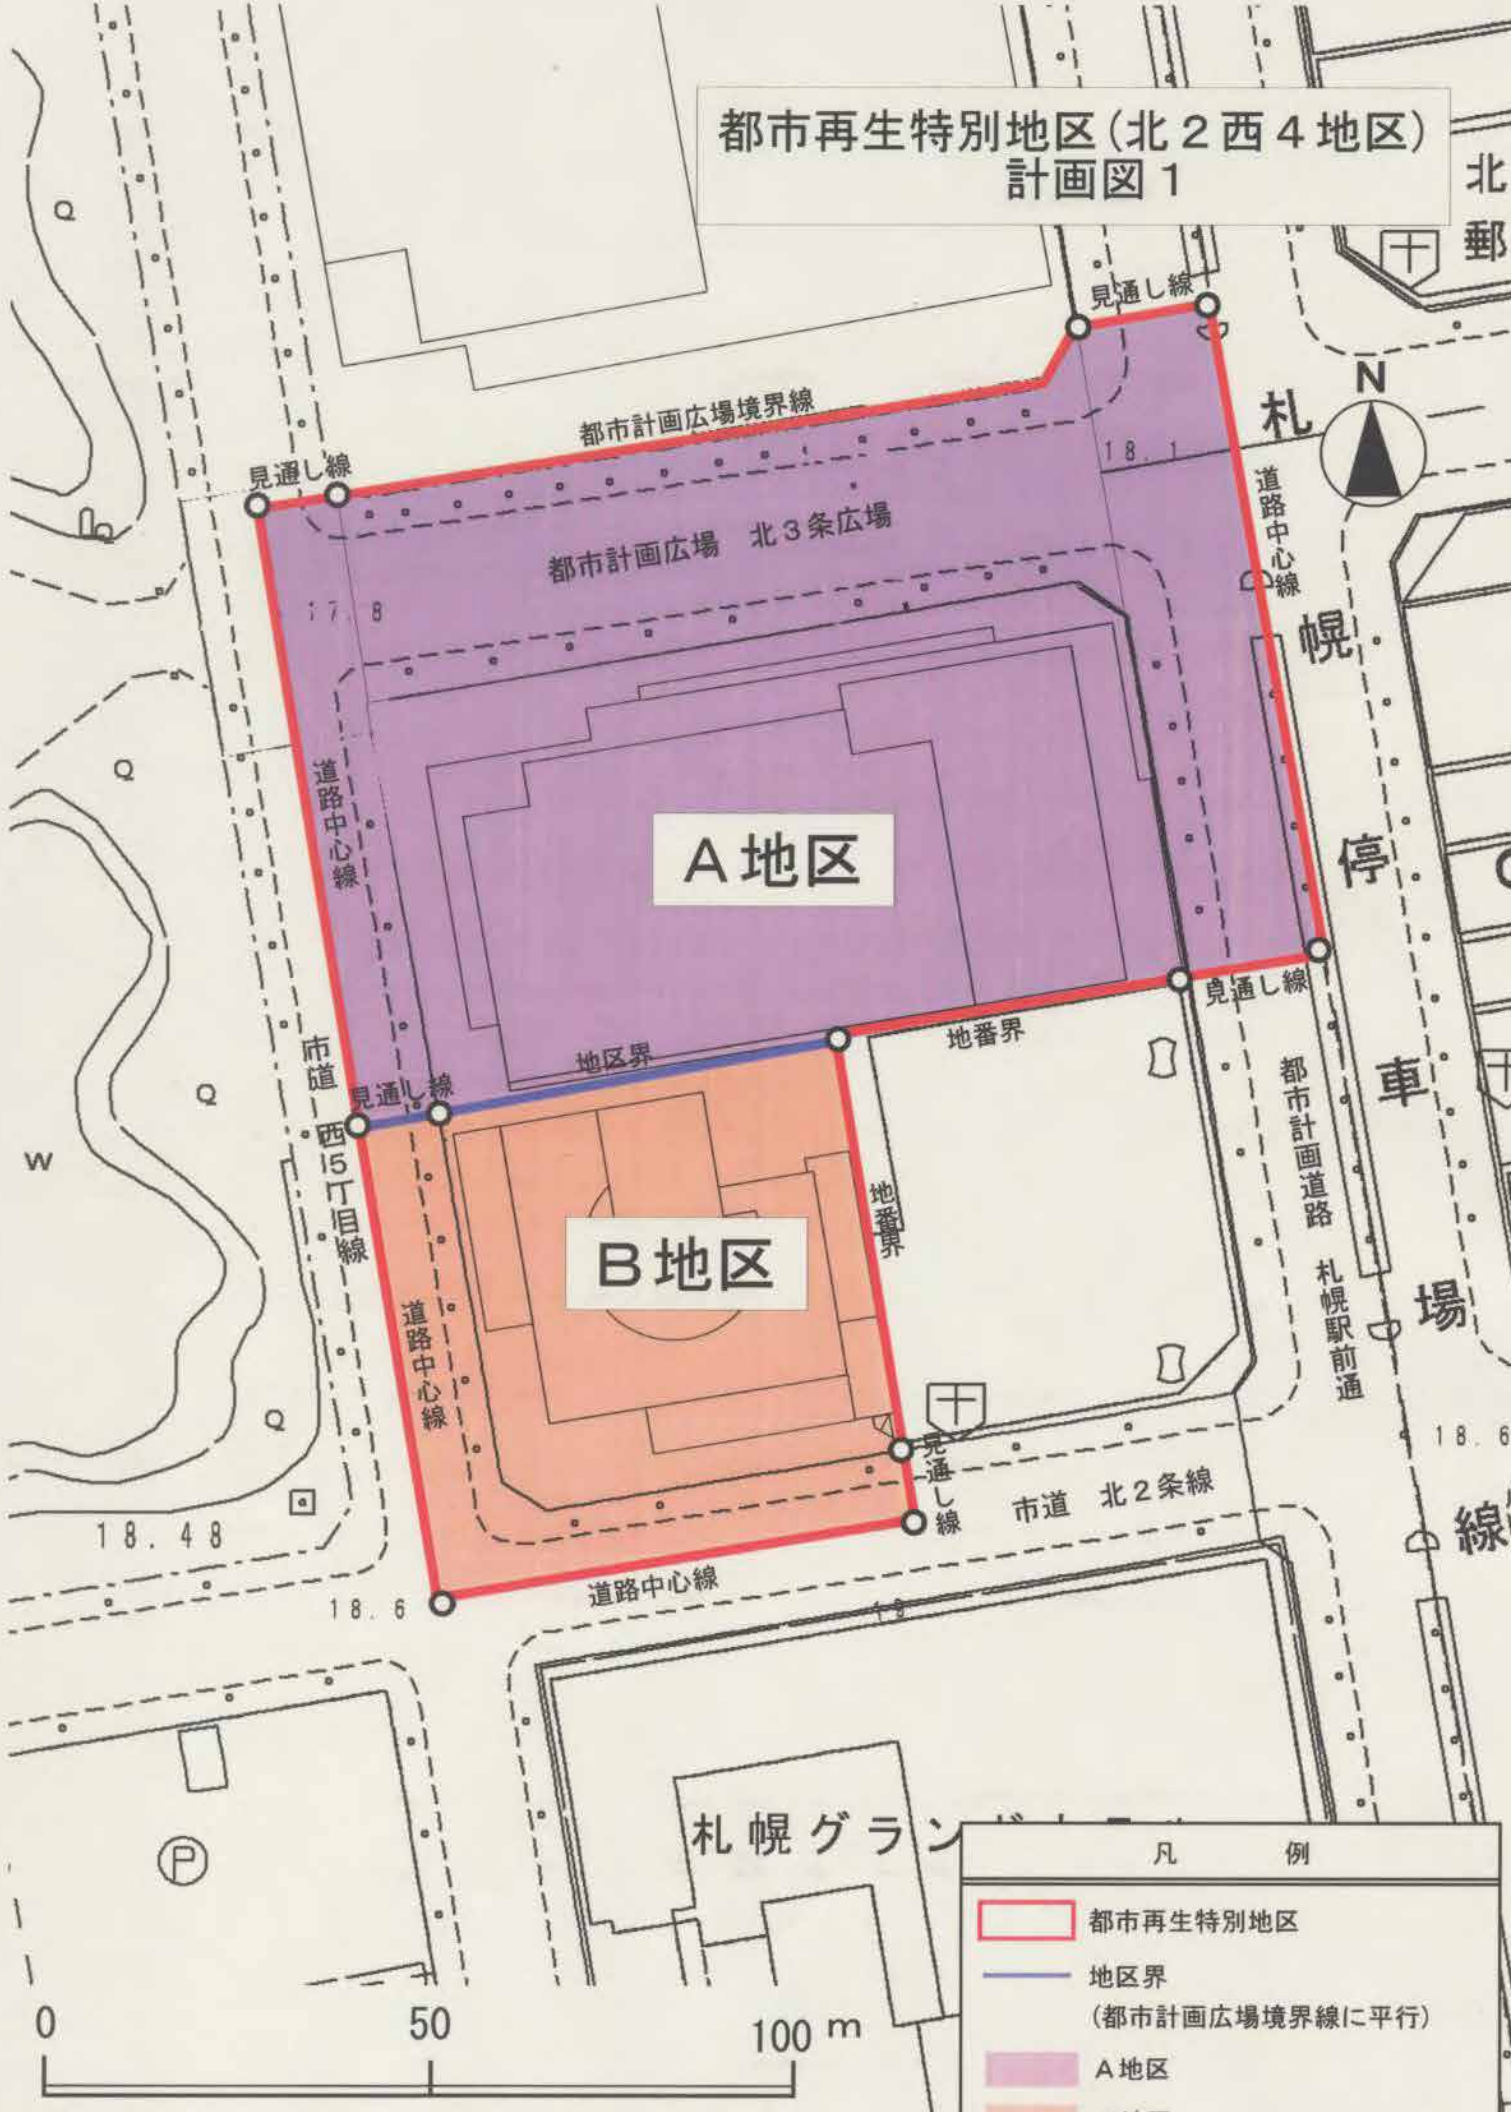 都市再生特別地区(北2西4地区)
計画図1
北
郵
見通し線
N
札
都市計画広場境界線
見通し線
18.1
道路中心線
都市計画広場 北3条広場
17.8
幌
道路中心線
A地区
停
見通し線
地番界
地区界
市道 西5丁目線
見通し線
都市計画道路 札幌駅前通
車
地番界
B地区
道路中心線
場
見通し線
18.6
市道 北2条線
線
18.48
道路中心線
18.6
19
Q
Q
Q
Q
W
P
札幌グラン
凡 例
都市再生特別地区
地区界
(都市計画広場境界線に平行)
A地区
0 50 100 m